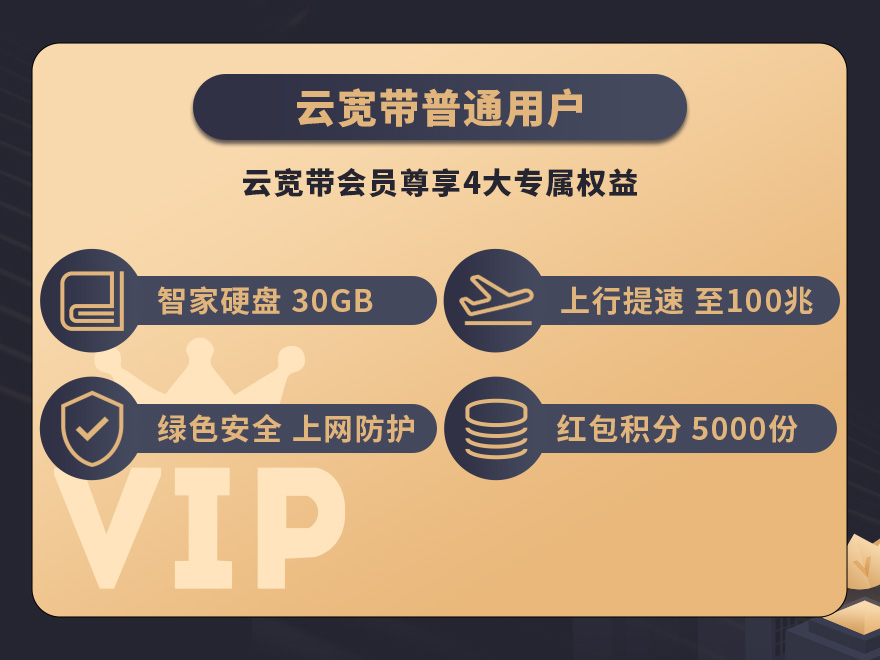 云宽带普通用户
云宽带会员尊享4大专属权益
智家硬盘 30GB
上行提速 至100兆
绿色安全 上网防护
红包积分 5000份
VIP
V